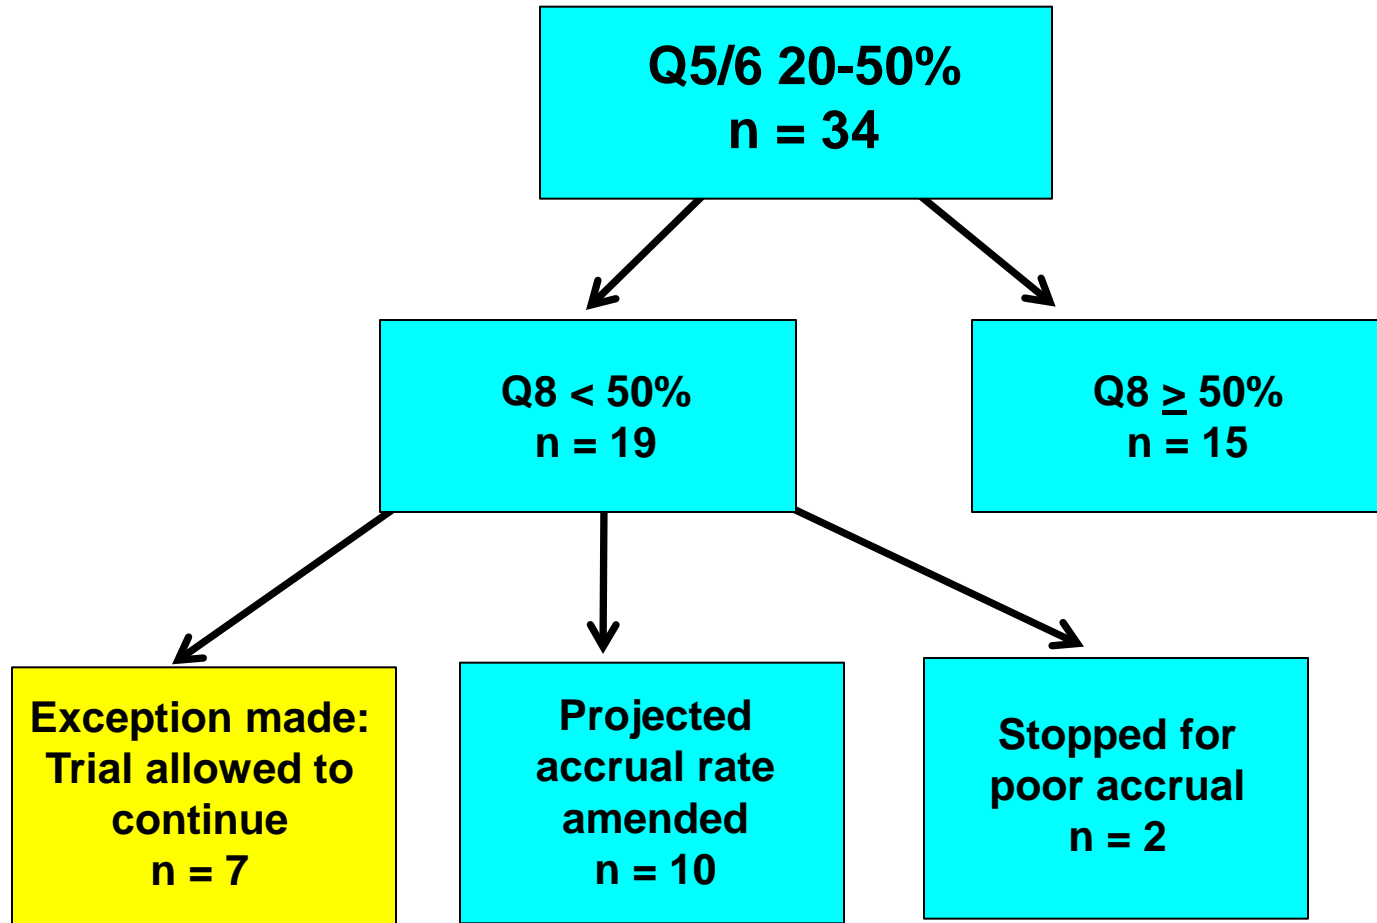 Q5/6 20-50%
n = 34
Q8 < 50%
n = 19
Q8 ≥ 50%
n = 15
Exception made:
Trial allowed to
continue
n = 7
Projected
accrual rate
amended
n = 10
Stopped for
poor accrual
n = 2